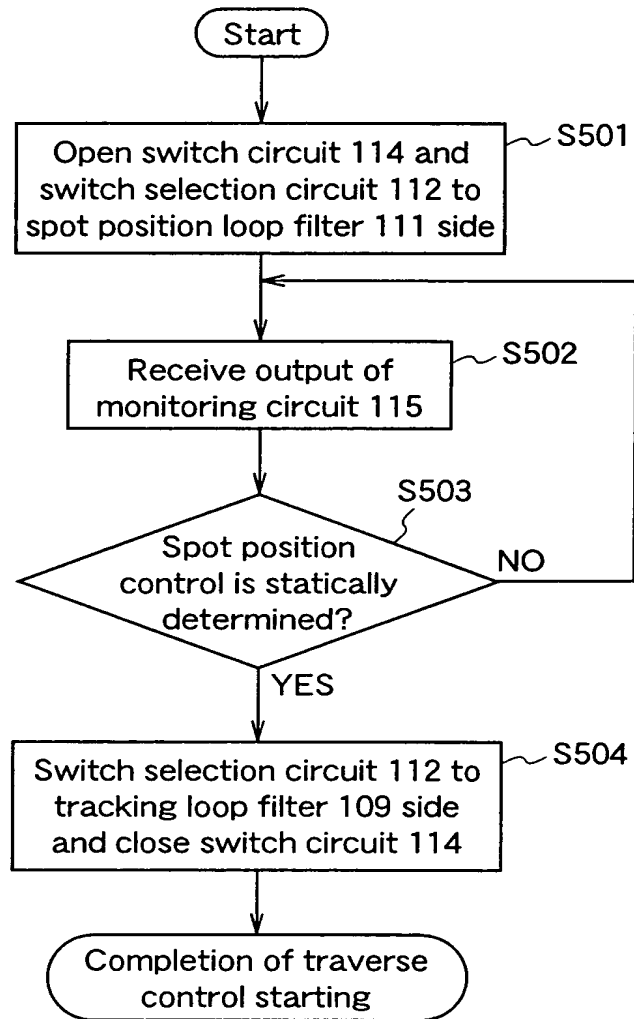 Start
S501
Open switch circuit 114 and
switch selection circuit 112 to
spot position loop filter 111 side
S502
Receive output of
monitoring circuit 115
S503
Spot position
control is statically
determined?
NO
YES
S504
Switch selection circuit 112 to
tracking loop filter 109 side
and close switch circuit 114
Completion of traverse
control starting